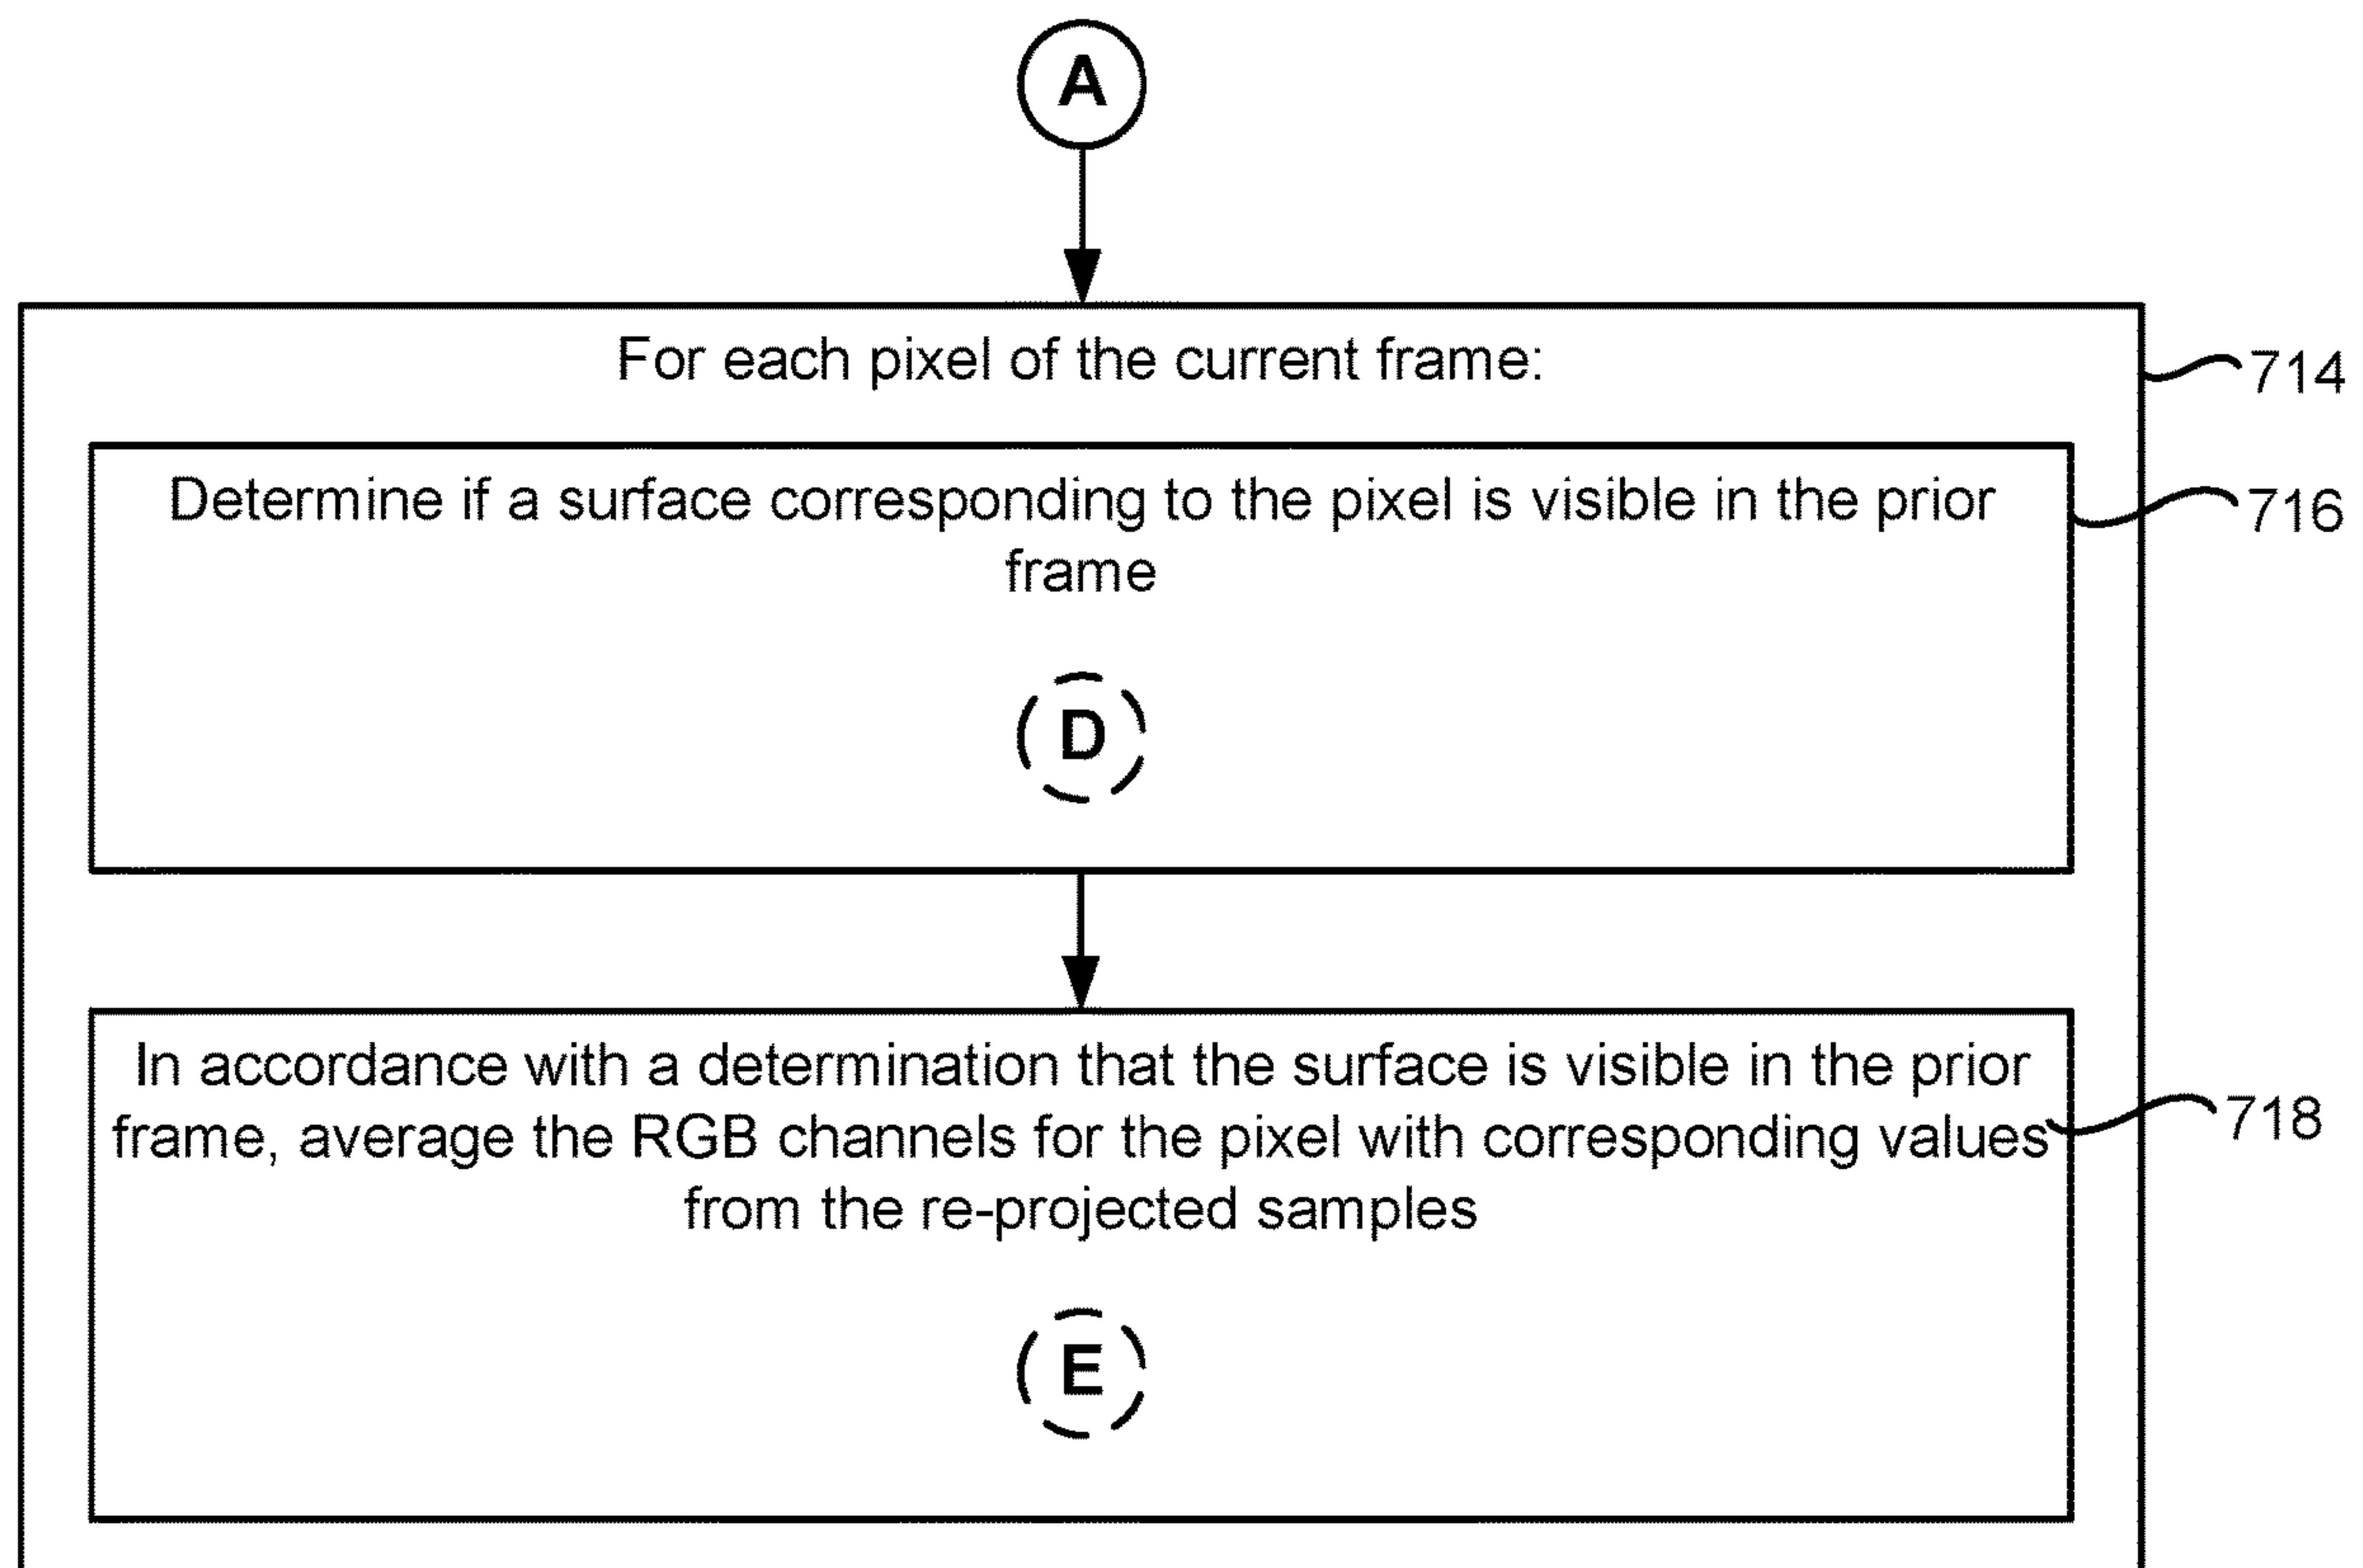 A
For each pixel of the current frame:
714
Determine if a surface corresponding to the pixel is visible in the prior
frame
716
D
In accordance with a determination that the surface is visible in the prior
frame, average the RGB channels for the pixel with corresponding values
from the re-projected samples
718
E